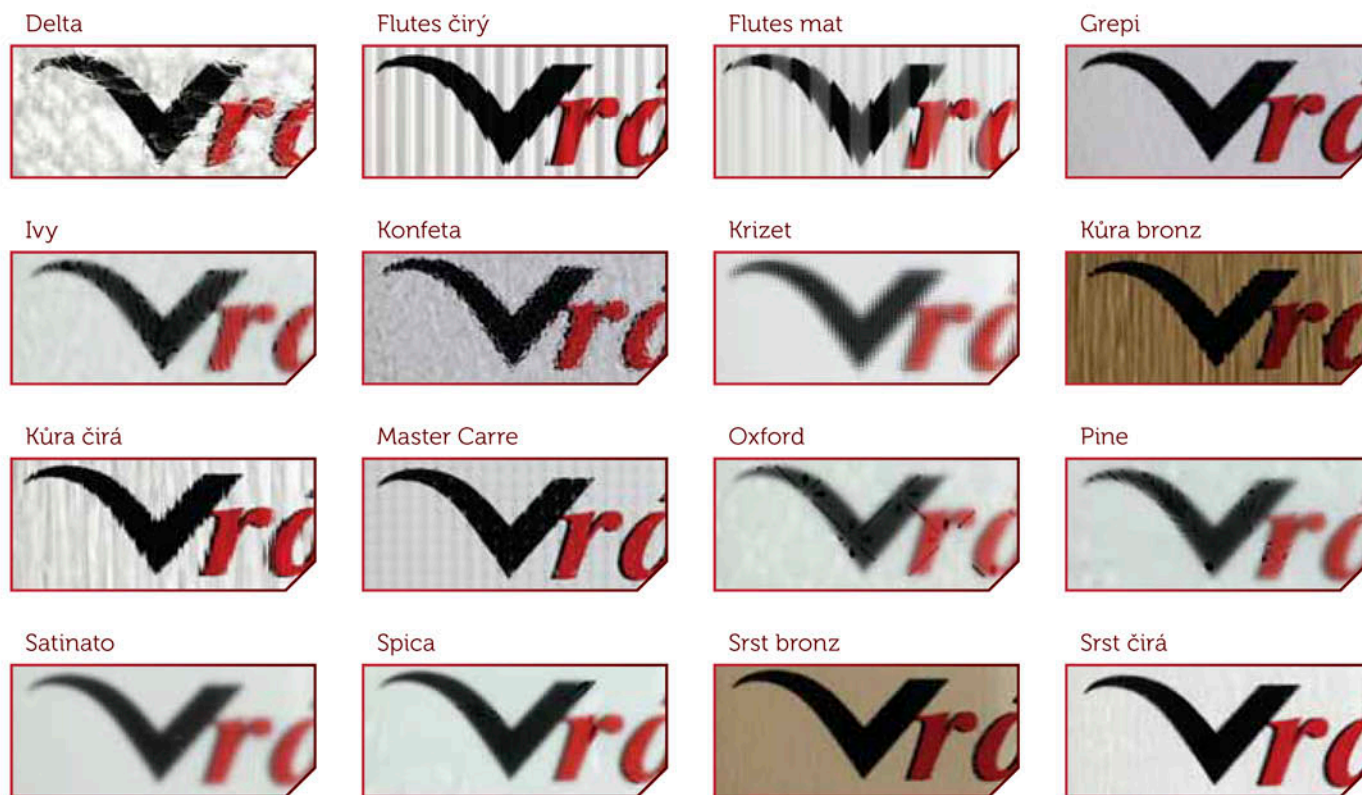 Delta
Flutes čirý
Flutes mat
Grepi
Ivy
Konfeta
Krizet
Kůra bronz
Kůra čirá
Master Carre
Oxford
Pine
Satinato
Spica
Srst bronz
Srst čirá